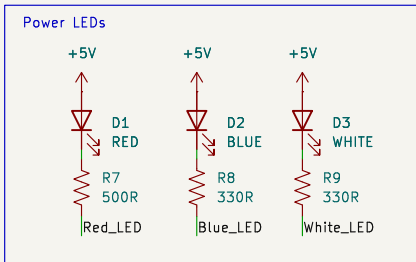 Power LEDs
+5V +5V +5V
D1 D2 D3
RED BLUE WHITE
R7 R8 R9
500R 330R 330R
Red_LED Blue_LED White_LED